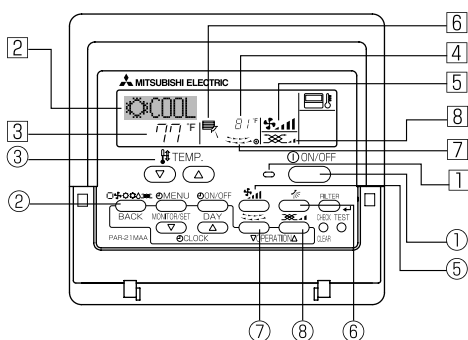 6
2
4
MITSUBISHI ELECTRIC
5
COOL
81°F
8
3
77°F
7
③
TEMP.
ON/OFF
1
②
MENU
ON/OFF
FILTER
BACK
MONITOR/SET
DAY
CHECK TEST
①
PAR-21MAA
CLOCK
OPERATION
CLEAR
⑤
⑦
⑧
⑥